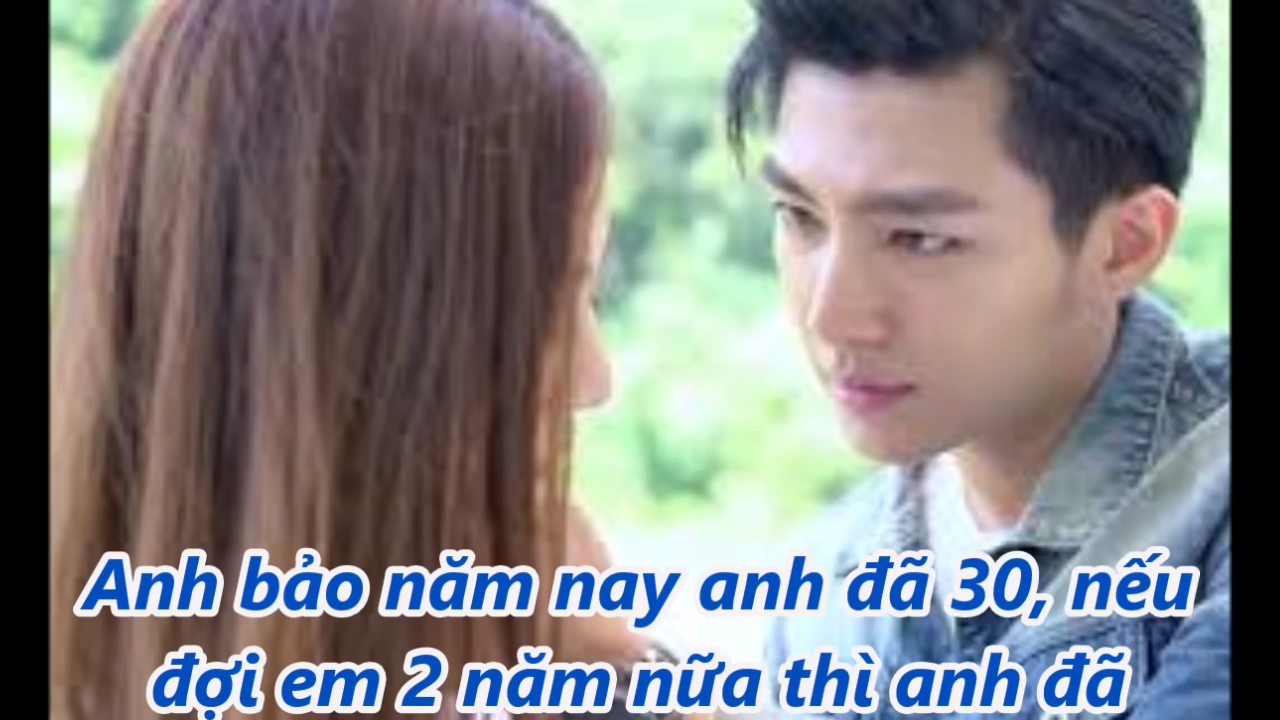 Anh bảo năm nay anh đã 30, nếu
đợi em 2 năm nữa thì anh đã